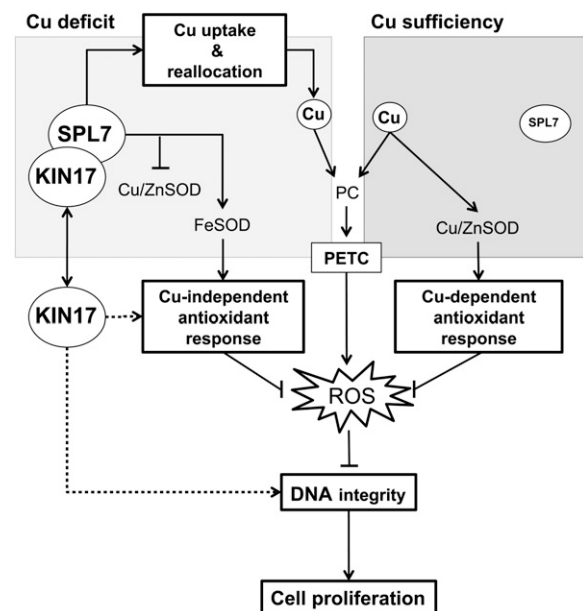 Cu deficit
Cu sufficiency
Cu uptake
&
reallocation
Cu
Cu
SPL7
SPL7
KIN17
Cu/ZnSOD
PC
FeSOD
Cu/ZnSOD
PETC
KIN17
Cu-independent
antioxidant
response
Cu-dependent
antioxidant
response
ROS
DNA integrity
Cell proliferation